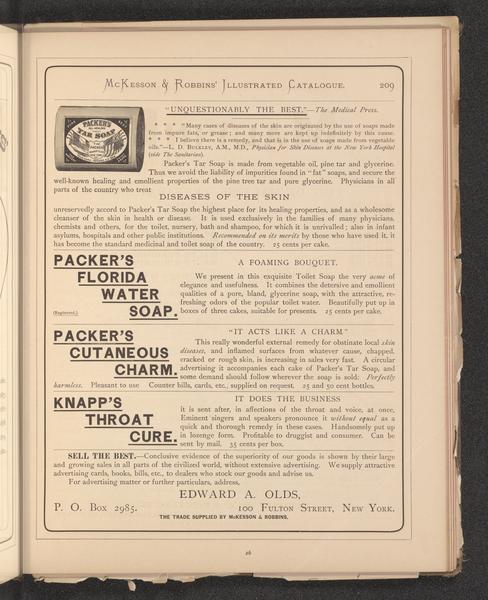 McKesson & Robbins' Illustrated Catalogue. 209
PACKER'S
TAR SOAP
"UNQUESTIONABLY THE BEST."—The Medical Press.
* * * "Many cases of diseases of the skin are originated by the use of soaps made
from impure fats, or grease; and many more are kept up indefinitely by this cause.
* * * * I believe there is a remedy, and that is in the use of soaps made from vegetable
oils."—L. D. Bulkley, A.M., M.D., Physician for Skin Diseases at the New York Hospital
(vide The Sanitarian).
Packer's Tar Soap is made from vegetable oil, pine tar and glycerine.
Thus we avoid the liability of impurities found in "fat" soaps, and secure the
well-known healing and emollient properties of the pine tree tar and pure glycerine. Physicians in all
parts of the country who treat
DISEASES OF THE SKIN
unreservedly accord to Packer's Tar Soap the highest place for its healing properties, and as a wholesome
cleanser of the skin in health or disease. It is used exclusively in the families of many physicians,
chemists and others, for the toilet, nursery, bath and shampoo, for which it is unrivalled; also in infant
asylums, hospitals and other public institutions. Recommended on its merits by those who have used it, it
has become the standard medicinal and toilet soap of the country. 25 cents per cake.
PACKER'S
FLORIDA
WATER
(Registered.) SOAP.
A FOAMING BOUQUET.
We present in this exquisite Toilet Soap the very acme of
elegance and usefulness. It combines the detersive and emollient
qualities of a pure, bland, glycerine soap, with the attractive, re-
freshing odors of the popular toilet water. Beautifully put up in
boxes of three cakes, suitable for presents. 25 cents per cake.
PACKER'S
CUTANEOUS
CHARM.
"IT ACTS LIKE A CHARM"
This really wonderful external remedy for obstinate local skin
diseases, and inflamed surfaces from whatever cause, chapped,
cracked or rough skin, is increasing in sales very fast. A circular
advertising it accompanies each cake of Packer's Tar Soap, and
some demand should follow wherever the soap is sold: Perfectly
harmless. Pleasant to use Counter bills, cards, etc., supplied on request. 25 and 50 cent bottles.
KNAPP'S
THROAT
CURE.
IT DOES THE BUSINESS
it is sent after, in affections of the throat and voice, at once,
Eminent singers and speakers pronounce it without equal as a
quick and thorough remedy in these cases. Handsomely put up
in lozenge form. Profitable to druggist and consumer. Can be
sent by mail. 35 cents per box.
SELL THE BEST.—Conclusive evidence of the superiority of our goods is shown by their large
and growing sales in all parts of the civilized world, without extensive advertising. We supply attractive
advertising cards, books, bills, etc., to dealers who stock our goods and advise us.
For advertising matter or further particulars, address,
EDWARD A. OLDS,
P. O. Box 2985. 100 Fulton Street, New York.
THE TRADE SUPPLIED BY McKESSON & ROBBINS.